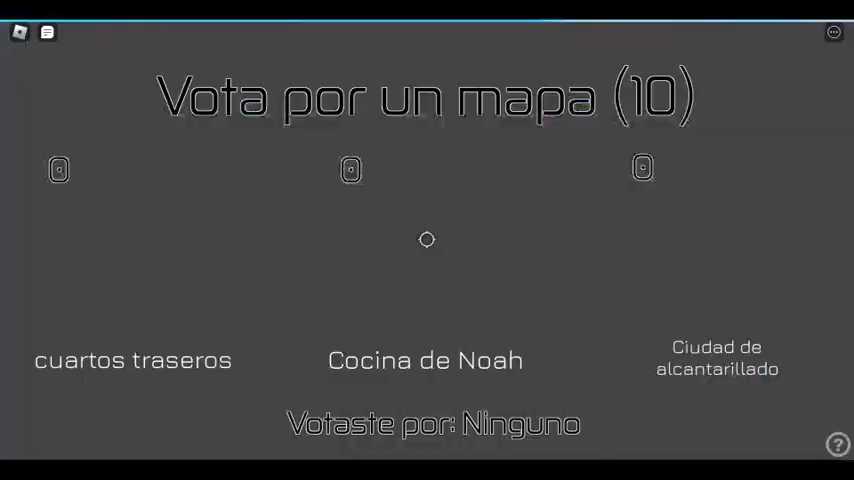 Vota por un mapa (10)
0
0
0
cuartos traseros
Cocina de Noah
Ciudad de
alcantarillado
Votaste por: Ninguno
?